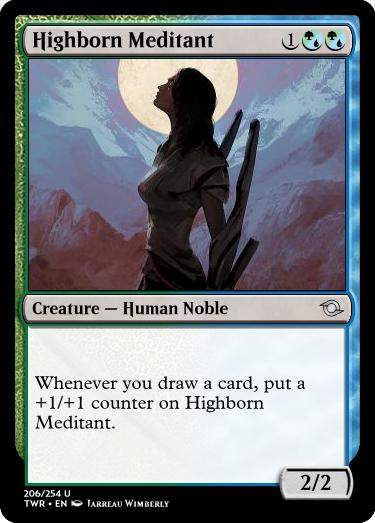 Highborn Meditant 1
Creature — Human Noble
Whenever you draw a card, put a
+1/+1 counter on Highborn
Meditant.
2/2
206/254 U
TWR • EN Jarreau Wimberly